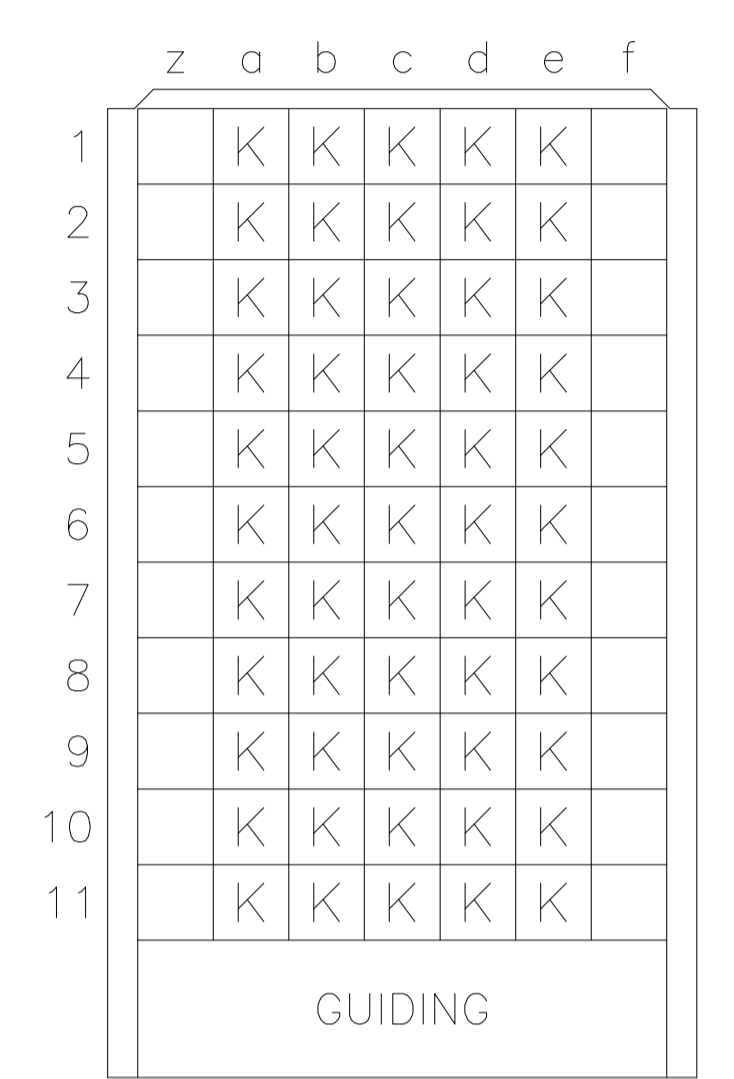 z a b c d e f
1 K K K K K
2 K K K K K
3 K K K K K
4 K K K K K
5 K K K K K
6 K K K K K
7 K K K K K
8 K K K K K
9 K K K K K
10 K K K K K
11 K K K K K
GUIDING